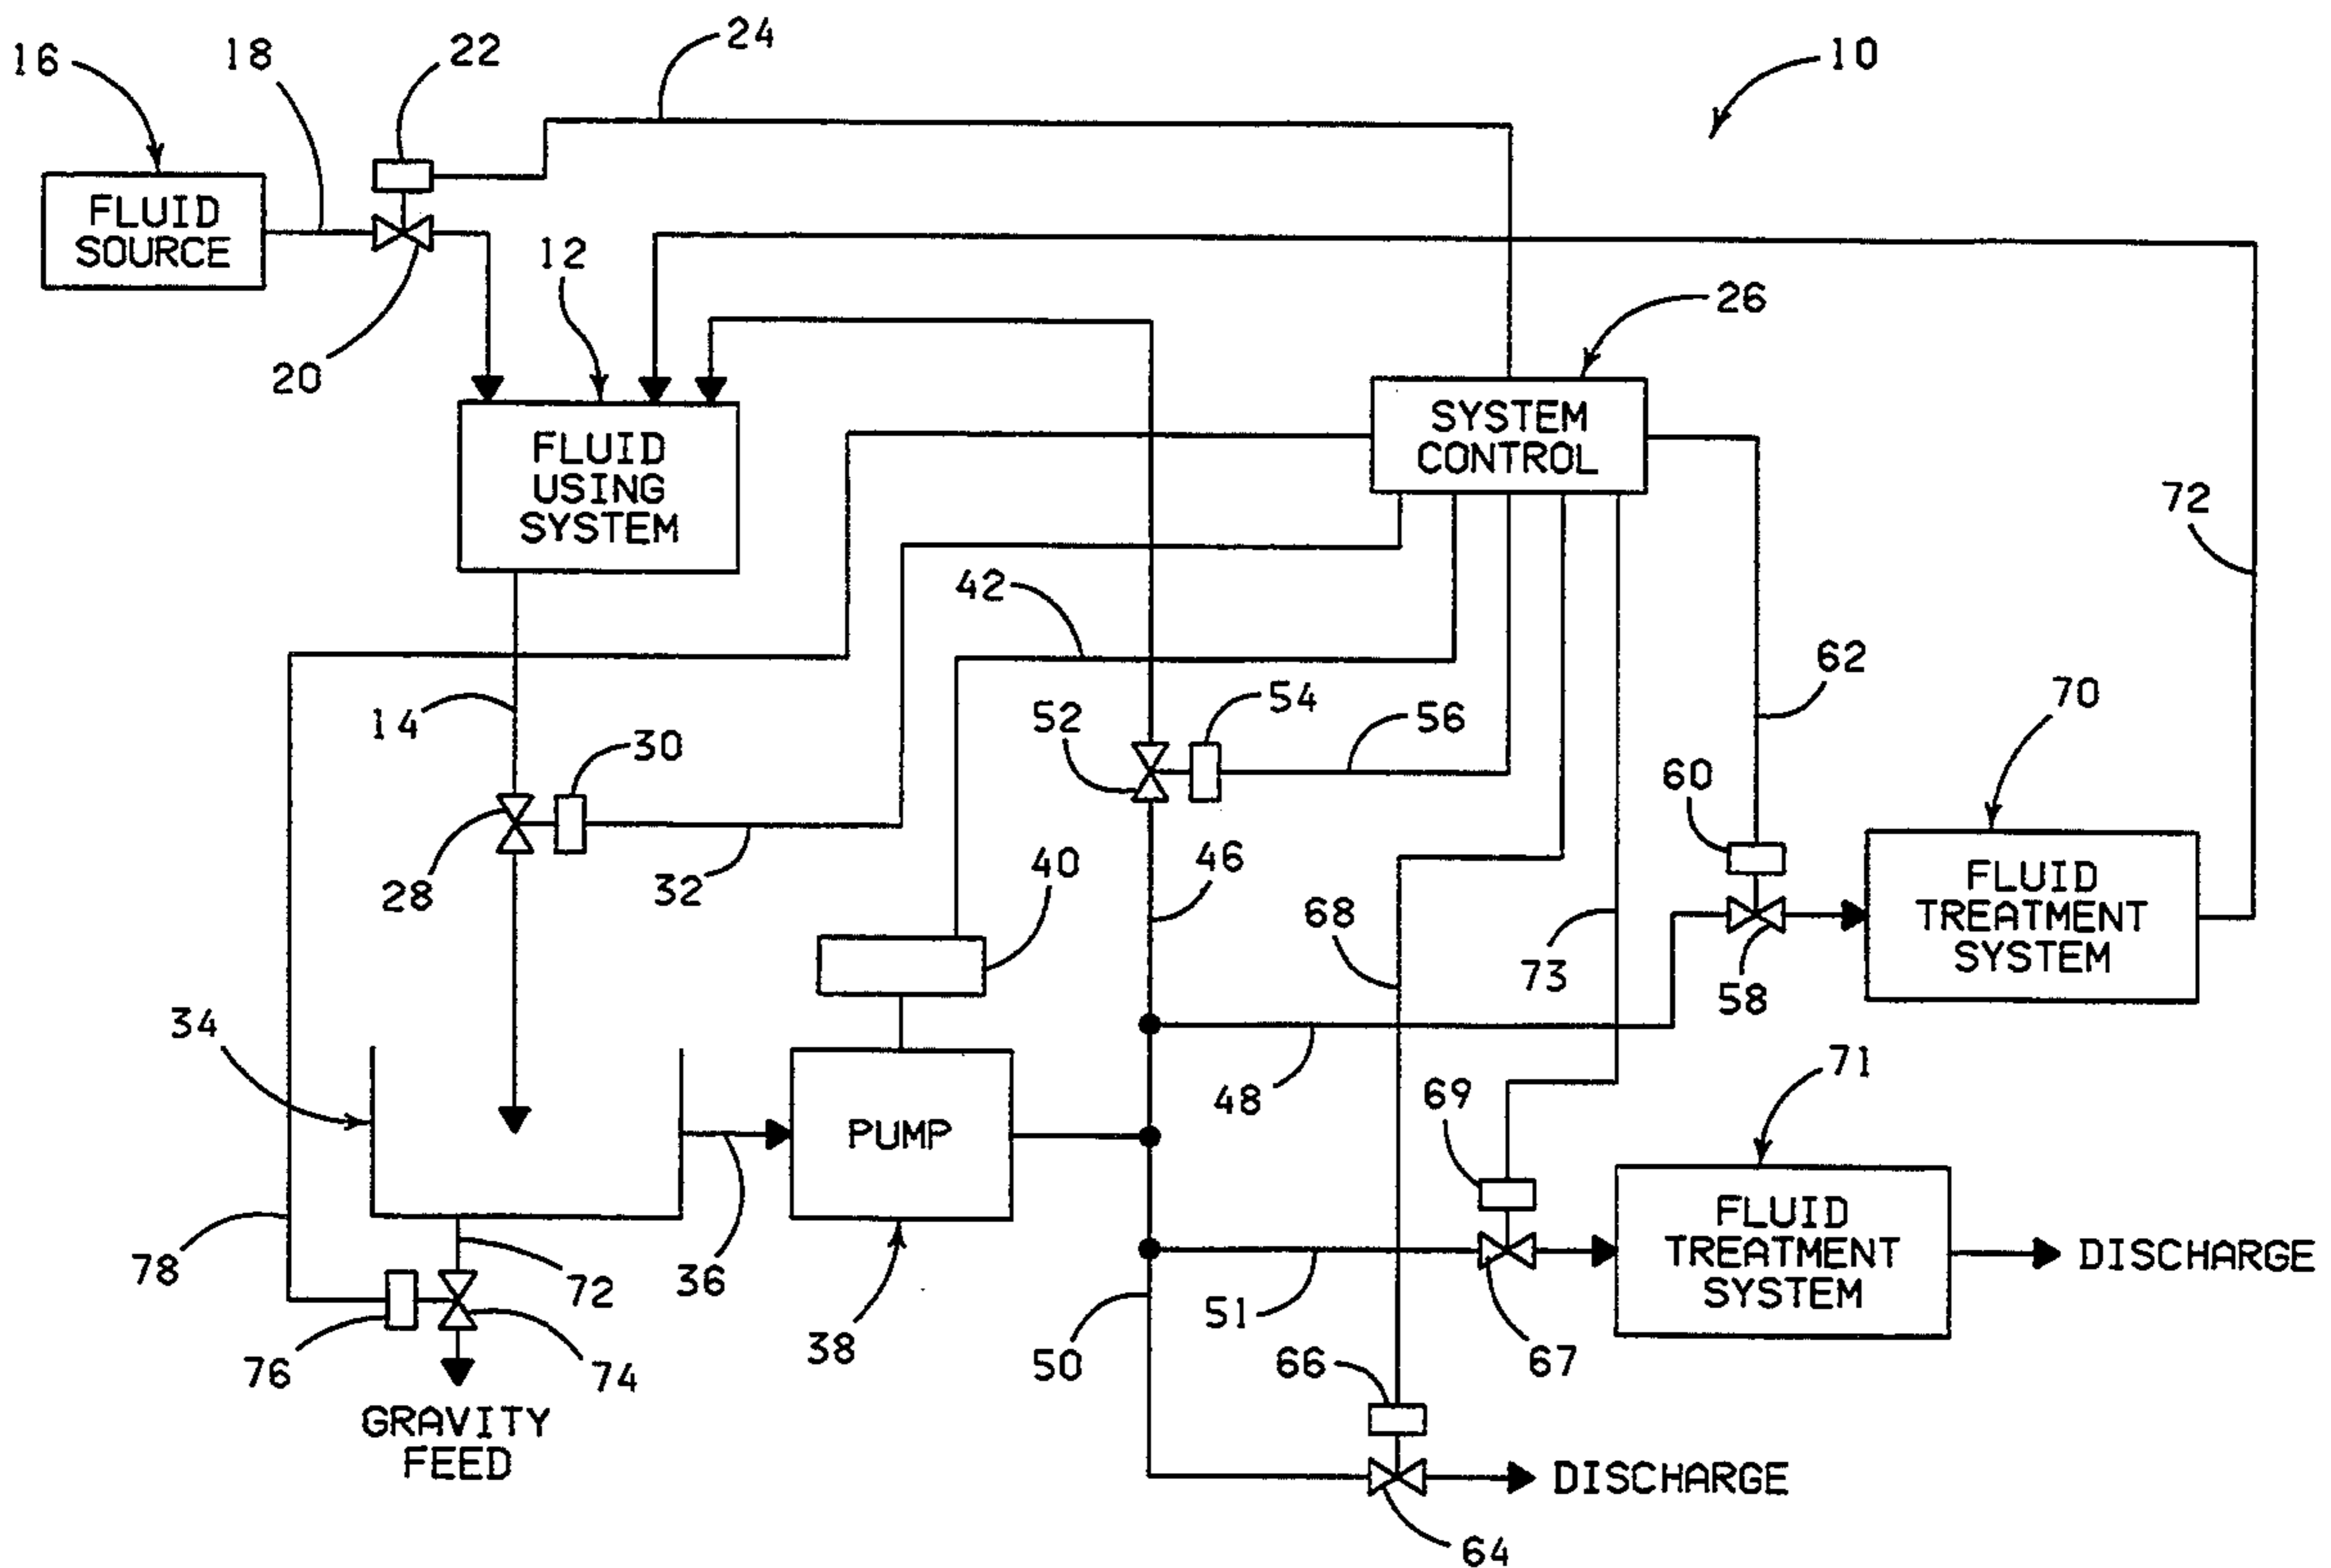 16
18
22
24
10
FLUID
SOURCE
12
20
26
FLUID
USING
SYSTEM
SYSTEM
CONTROL
72
42
14
30
52
54
56
62
70
60
28
32
40
46
68
73
58
FLUID
TREATMENT
SYSTEM
34
48
69
71
PUMP
78
72
36
51
67
FLUID
TREATMENT
SYSTEM
DISCHARGE
76
74
38
50
66
GRAVITY
FEED
DISCHARGE
64